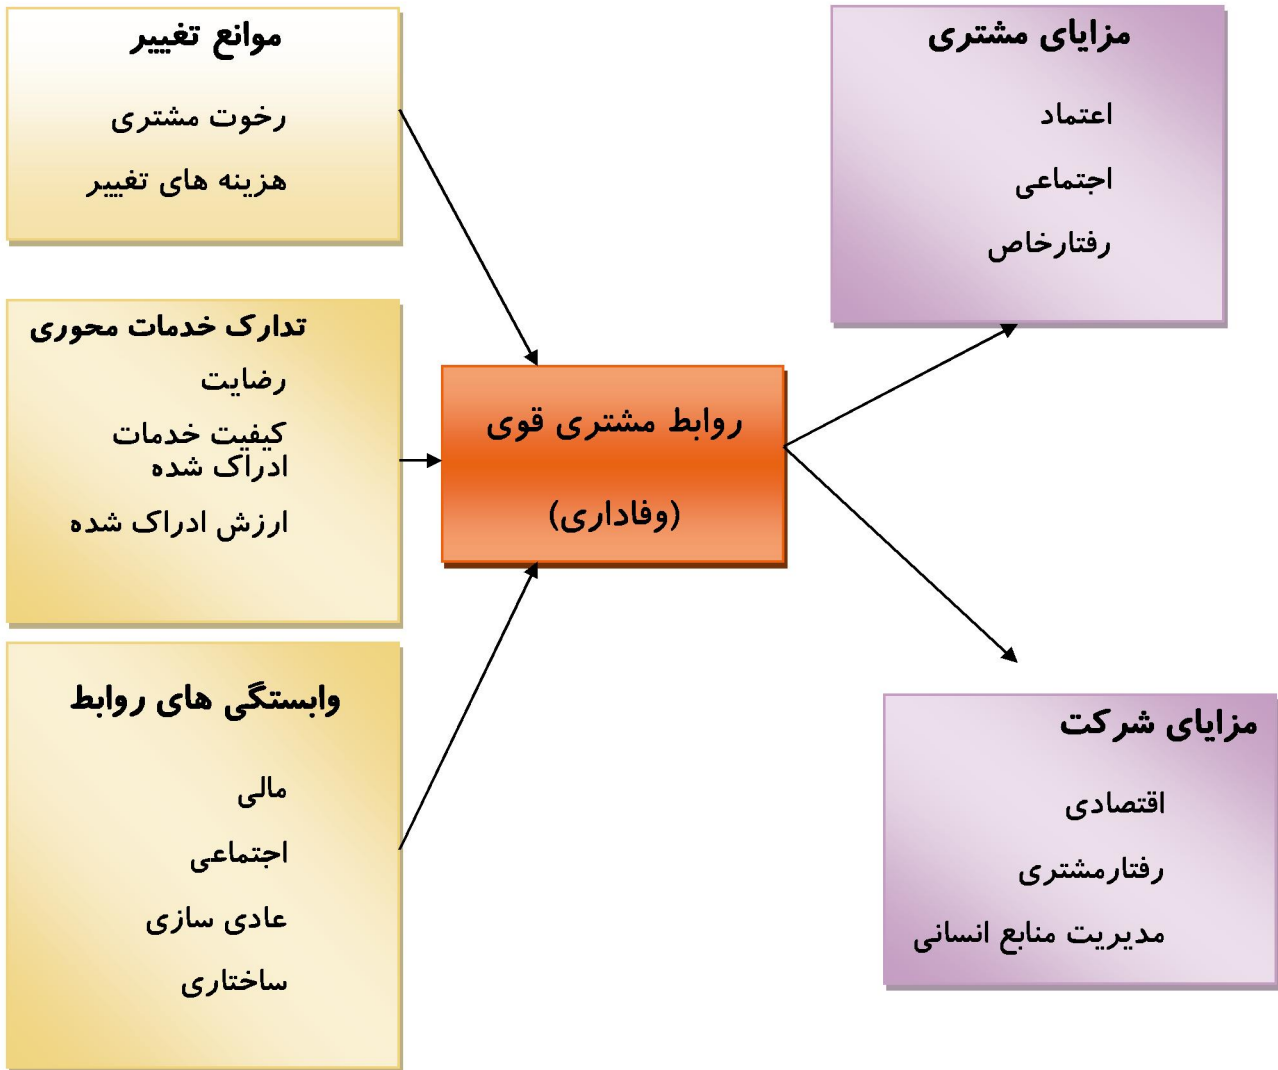 موانع تغییر
رخوت مشتری
هزینه های تغییر
تدارک خدمات محوری
رضایت
کیفیت خدمات
ادراک شده
ارزش ادراک شده
وابستگی های روابط
مالی
اجتماعی
عادی سازی
ساختاری
روابط مشتری قوی
(وفاداری)
مزایای مشتری
اعتماد
اجتماعی
رفتارخاص
مزایای شرکت
اقتصادی
رفتارمشتری
مدیریت منابع انسانی